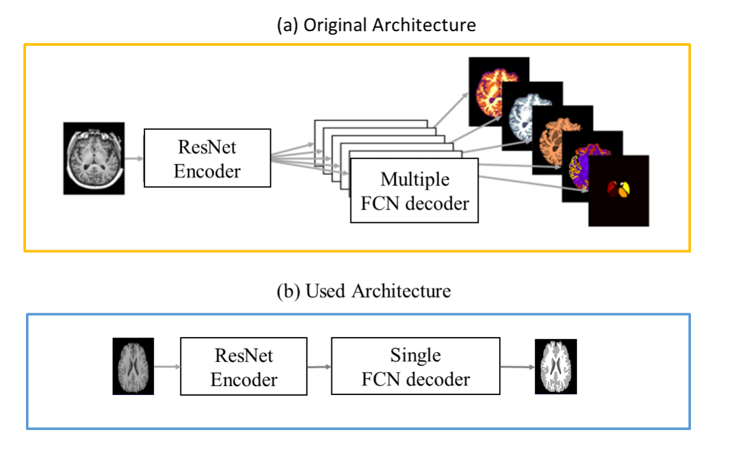 (a) Original Architecture
ResNet
Encoder
Multiple
FCN decoder
(b) Used Architecture
ResNet
Encoder
Single
FCN decoder